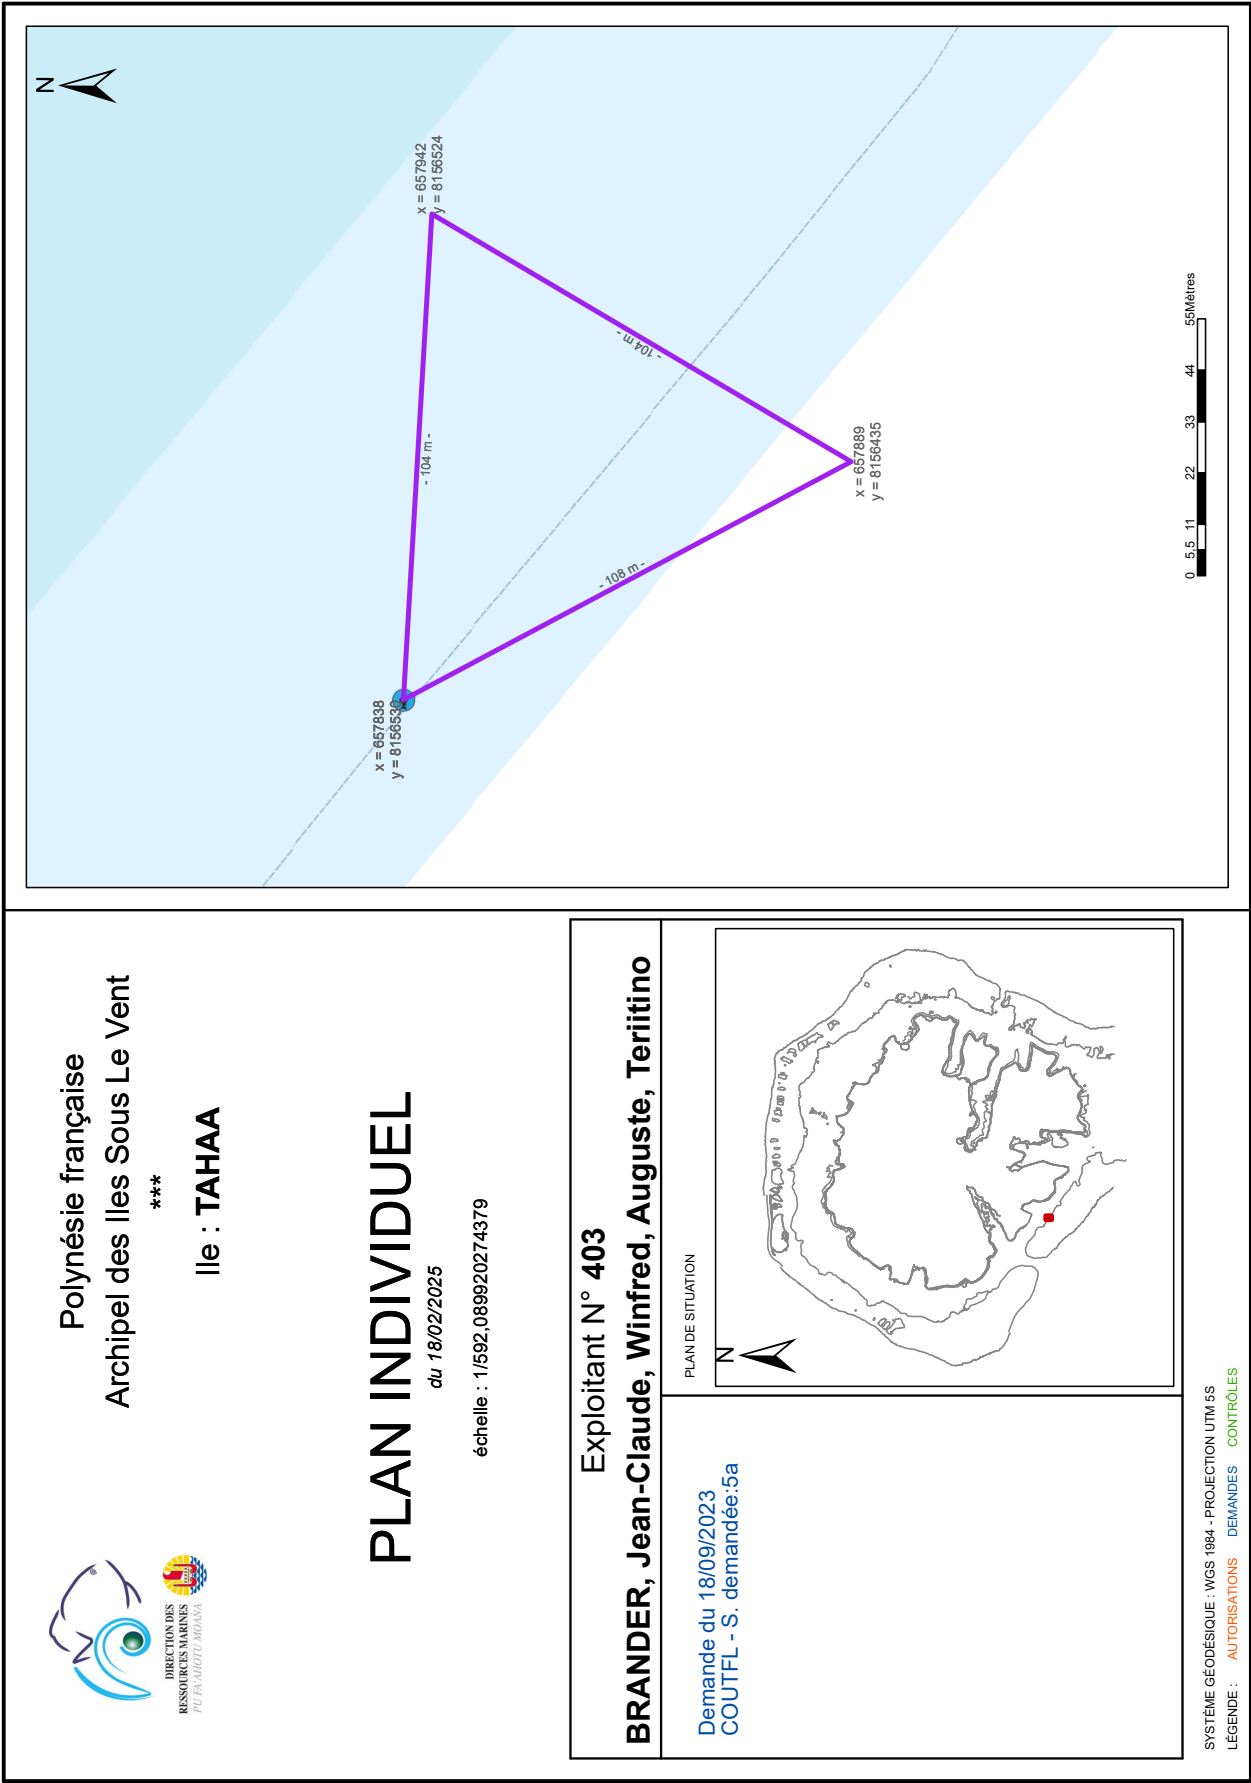 Polynésie française
Archipel des Iles Sous Le Vent
***
Ile : TAHAA
DIRECTION DES
RESSOURCES MARINES
PU FA'AHOTU MOANA
PLAN INDIVIDUEL
du 18/02/2025
échelle : 1/592,089920274379
Exploitant N° 403
BRANDER, Jean-Claude, Winfred, Auguste, Teriitino
Demande du 18/09/2023
COUTFL - S. demandée:5a
PLAN DE SITUATION
N
SYSTÈME GÉODÉSIQUE : WGS 1984 - PROJECTION UTM 5S
LÉGENDE : AUTORISATIONS DEMANDES CONTRÔLES
N
x = 657838
y = 8156530
x = 657942
y = 8156524
x = 657889
y = 8156435
- 104 m -
- 104 m -
- 108 m -
0 5,5 11 22 33 44 55Mètres